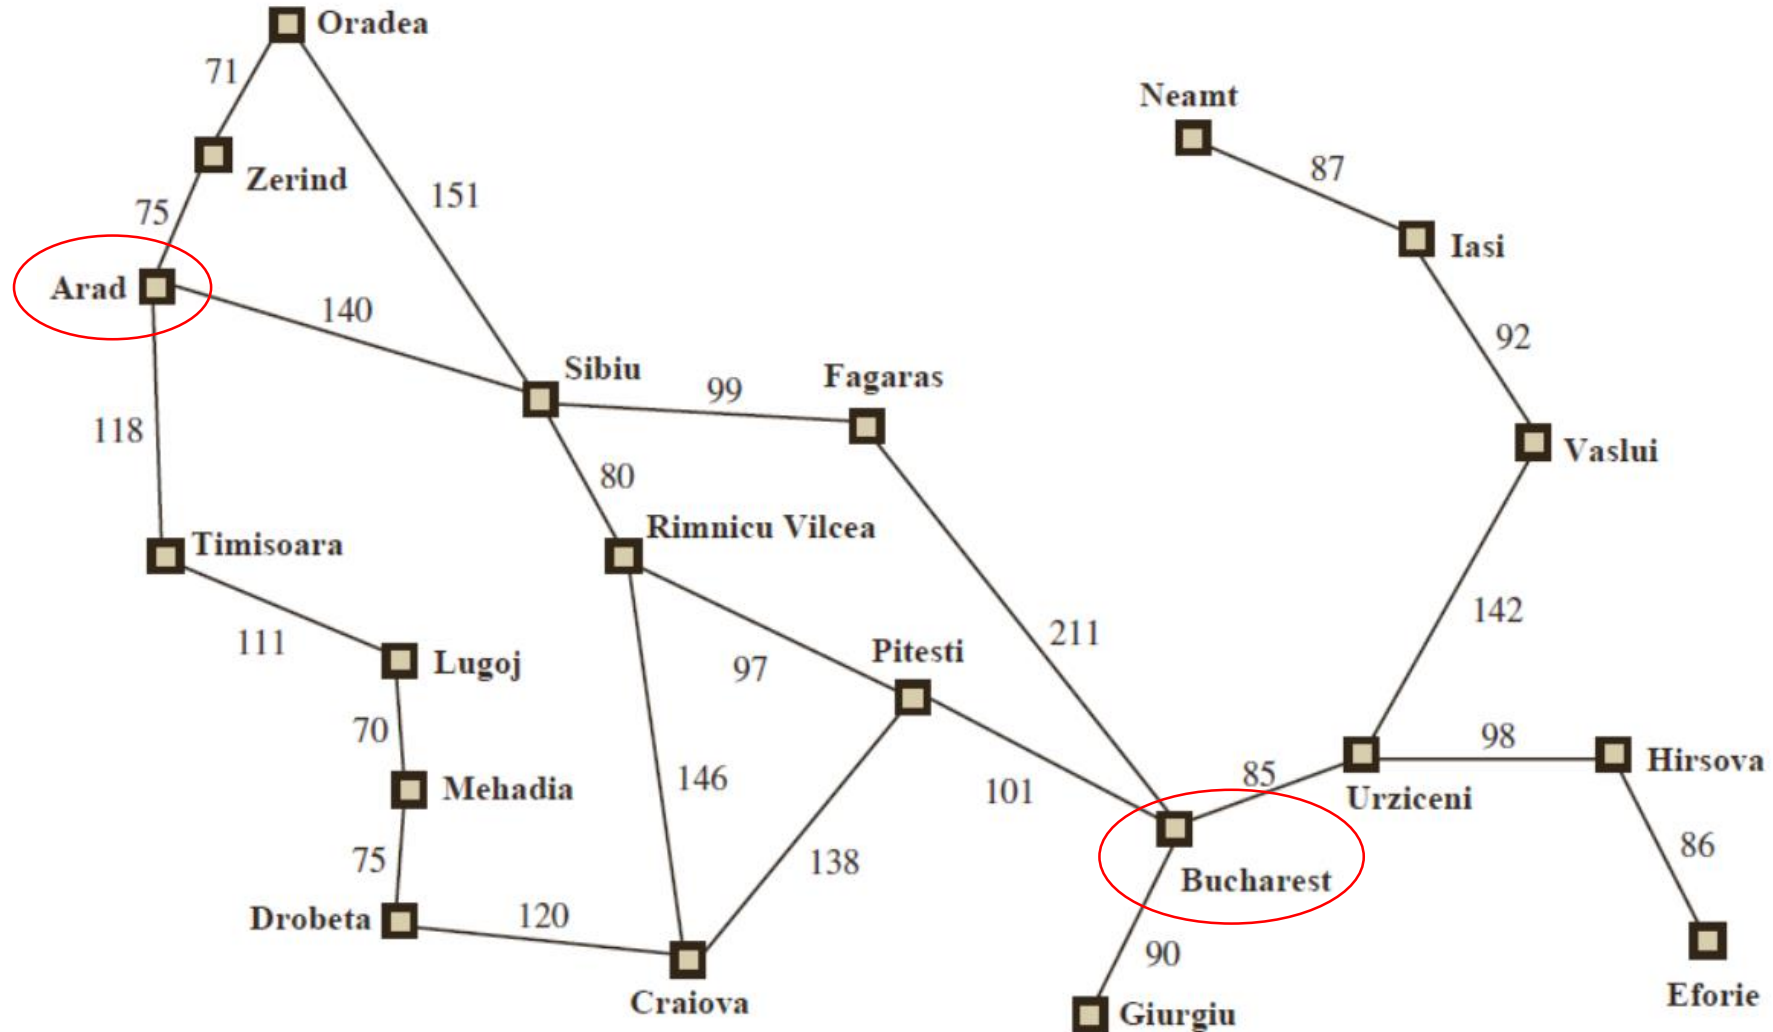 Oradea
71
Neamt
87
Zerind
151
75
Iasi
Arad
140
92
Sibiu
Fagaras
99
118
Vaslui
80
Rimnicu Vilcea
Timisoara
142
211
111
Pitesti
Lugoj
97
70
98
Hirsova
146
85
Mehadia
101
Urziceni
86
75
138
Bucharest
Drobeta
120
90
Eforie
Craiova
Giurgiu